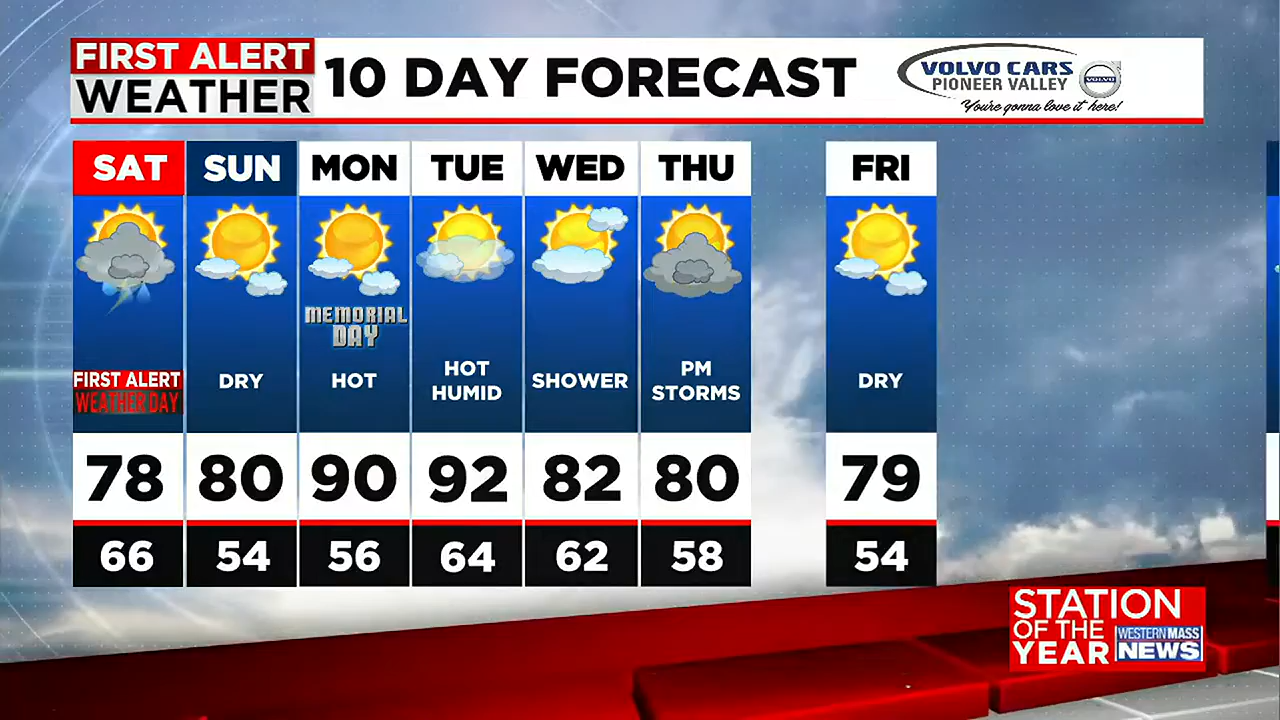 FIRST ALERT
WEATHER
10 DAY FORECAST
VOLVO CARS
PIONEER VALLEY
You're gonna love it here!
VOLVO
SAT SUN MON TUE WED THU FRI
MEMORIAL
DAY
FIRST ALERT
WEATHER DAY
DRY
HOT
HOT
HUMID
SHOWER
PM
STORMS
DRY
78 80 90 92 82 80 79
66 54 56 64 62 58 54
STATION
OF THE
YEAR
WESTERN MASS
NEWS